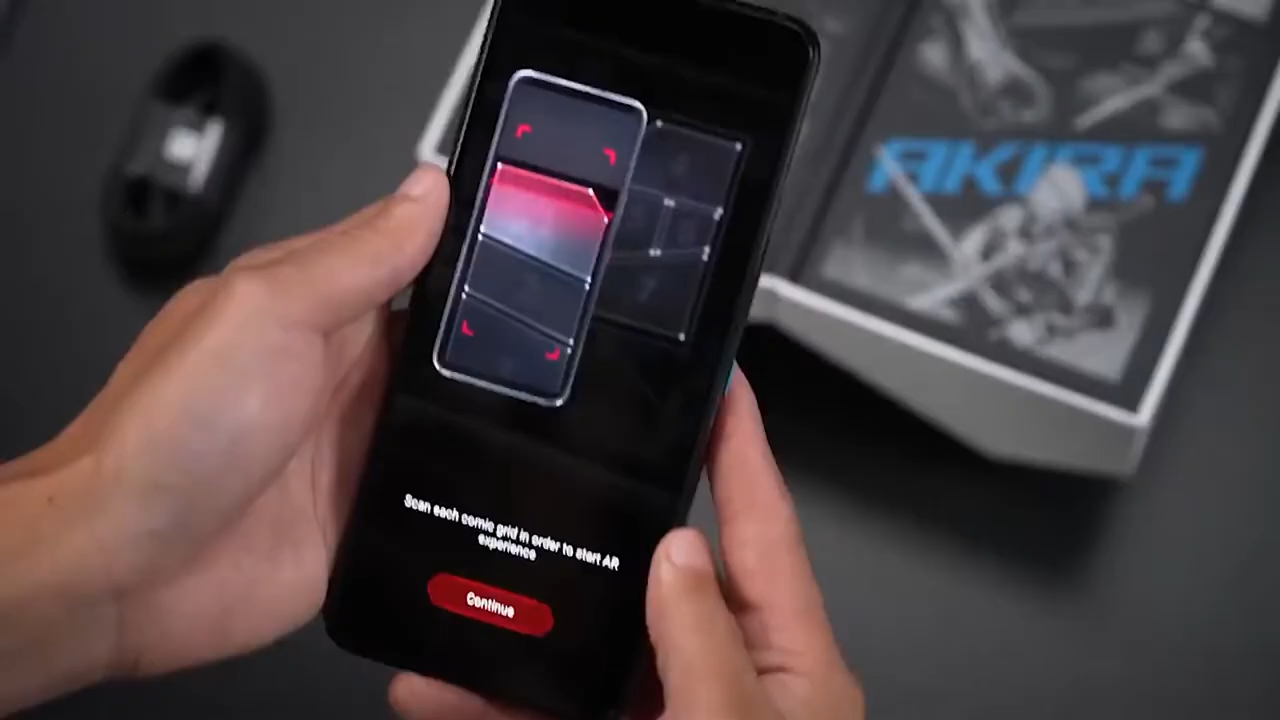 AKIRA
Scan each comic grid in order to start AR
experience
Continue